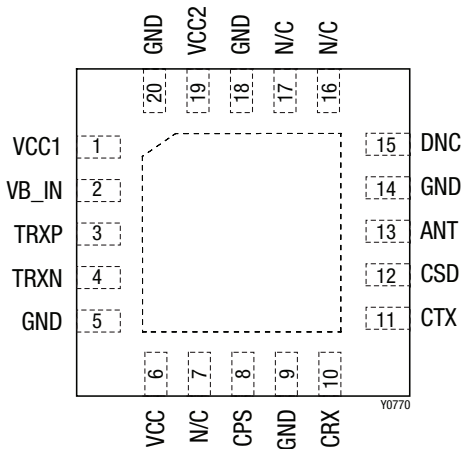 GND VCC2 GND N/C N/C
20 19 18 17 16
VCC1 1 15 DNC
VB_IN 2 14 GND
TRXP 3 13 ANT
TRXN 4 12 CSD
GND 5 11 CTX
6 7 8 9 10
Y0770
VCC N/C CPS GND CRX